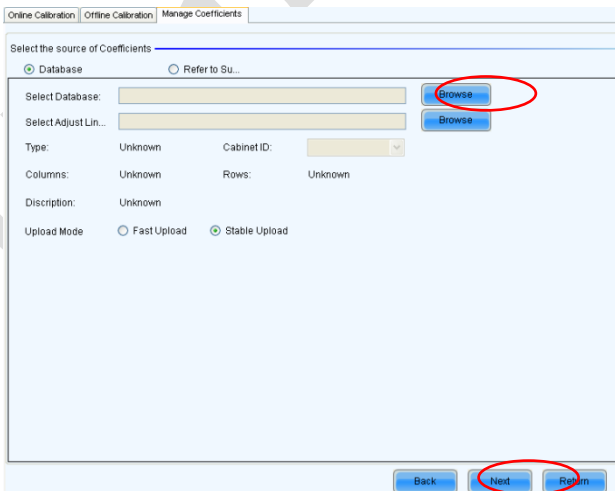 Online Calibration Offline Calibration Manage Coefficients
Select the source of Coefficients
Database Refer to Su...
Select Database: Browse
Select Adjust Lin... Browse
Type: Unknown Cabinet ID:
Columns: Unknown Rows: Unknown
Discription: Unknown
Upload Mode Fast Upload Stable Upload
Back Next Return